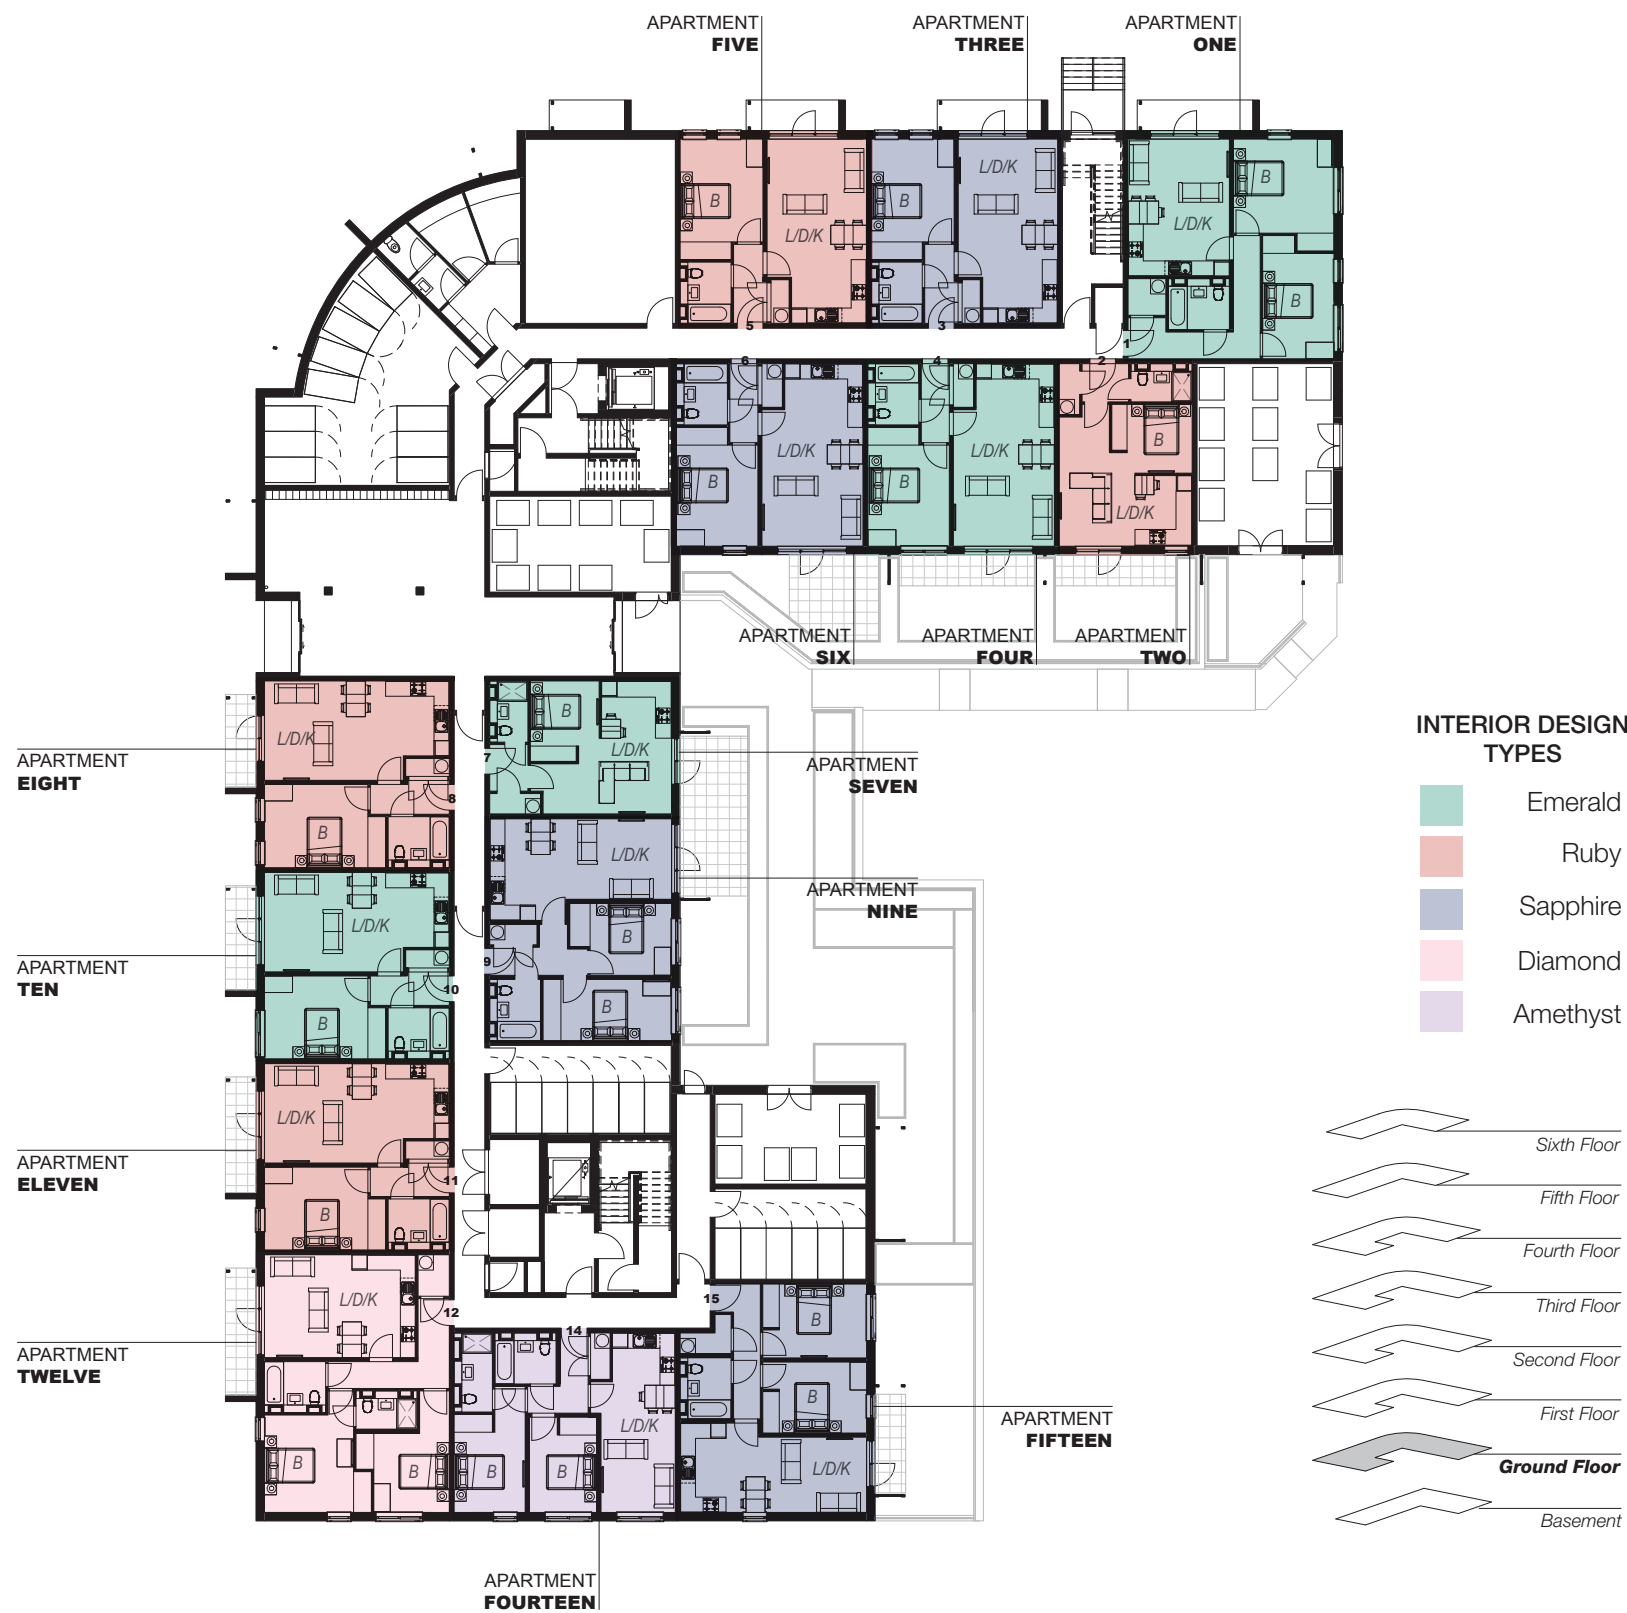 APARTMENT
FIVE
APARTMENT
THREE
APARTMENT
ONE
B
L/D/K
B
L/D/K
L/D/K
B
B
5
3
1
6
4
2
L/D/K
B
L/D/K
B
B
L/D/K
APARTMENT
SIX
APARTMENT
FOUR
APARTMENT
TWO
L/D/K
B
8
APARTMENT
EIGHT
7
B
L/D/K
APARTMENT
SEVEN
L/D/K
B
B
9
APARTMENT
NINE
L/D/K
B
10
APARTMENT
TEN
L/D/K
B
11
APARTMENT
ELEVEN
L/D/K
12
B
B
APARTMENT
TWELVE
14
L/D/K
B
B
APARTMENT
FOURTEEN
15
B
B
L/D/K
APARTMENT
FIFTEEN
INTERIOR DESIGN
TYPES
Emerald
Ruby
Sapphire
Diamond
Amethyst
Sixth Floor
Fifth Floor
Fourth Floor
Third Floor
Second Floor
First Floor
Ground Floor
Basement